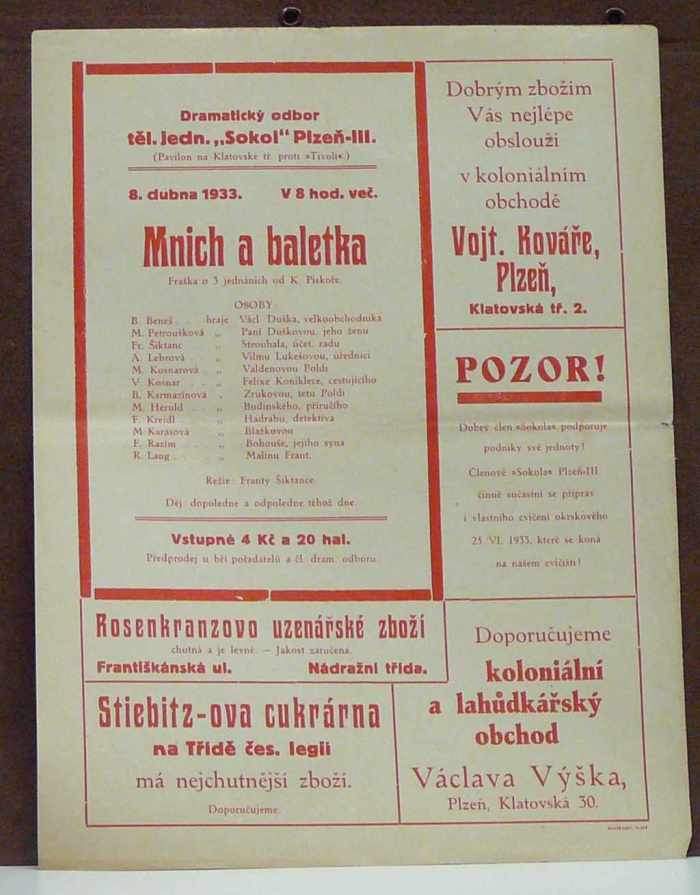 Dramatický odbor
těl. jedn. „Sokol" Plzeň-III.
(Pavilon na Klatovske tř. proti »Tivoli«.)
8. dubna 1933. V 8 hod. več.
Mnich a baletka
Fraška o 3 jednáních od K. Piskoře.
OSOBY:
B. Beneš . . hraje Václ. Duška, velkoobchodníka
M. Petroušková „ Paní Duškovou, jeho ženu
Fr. Šiktanc „ Strouhala, účet. radu
A. Lebrová . „ Vilmu Lukešovou, úřednici
M. Kosnarová . „ Valdenovou Poldi
V. Kosnar . . „ Felixe Koniklece, cestujícího
B. Karmazínová „ Zrukovou, tetu Poldi
M. Herold . . „ Budínského, příručího
F. Kreidl . . „ Hadrabu, detektiva
M. Karasová . „ Blažkovou
F. Razim . . „ Bohouše, jejího syna
R. Lang . . . „ Malinu Frant.
Režie: Franty Šiktance.
Děj: dopoledne a odpoledne téhož dne.
Vstupné 4 Kč a 20 hal.
Předprodej u bří pořadatelů a čl. dram. odboru.
Dobrým zbožím
Vás nejlépe
obslouží
v koloniálním
obchodě
Vojt. Kováře,
Plzeň,
Klatovská tř. 2.
POZOR!
Dobrý člen »Sokola« podporuje
podniky své jednoty!
Členové »Sokola« Plzeň-III
činně súčastní se příprav
i vlastního cvičení okrskového
25. VI. 1933, které se koná
na našem cvičišti!
Rosenkranzovo uzenářské zboží
chutná a je levné. — Jakost zaručena.
Františkánská ul. Nádražní třída.
Stiebitz-ova cukrárna
na Třídě čes. legií
má nejchutnější zboží.
Doporučujeme.
Doporučujeme
koloniální
a lahůdkářský
obchod
Václava Výška,
Plzeň, Klatovská 30.